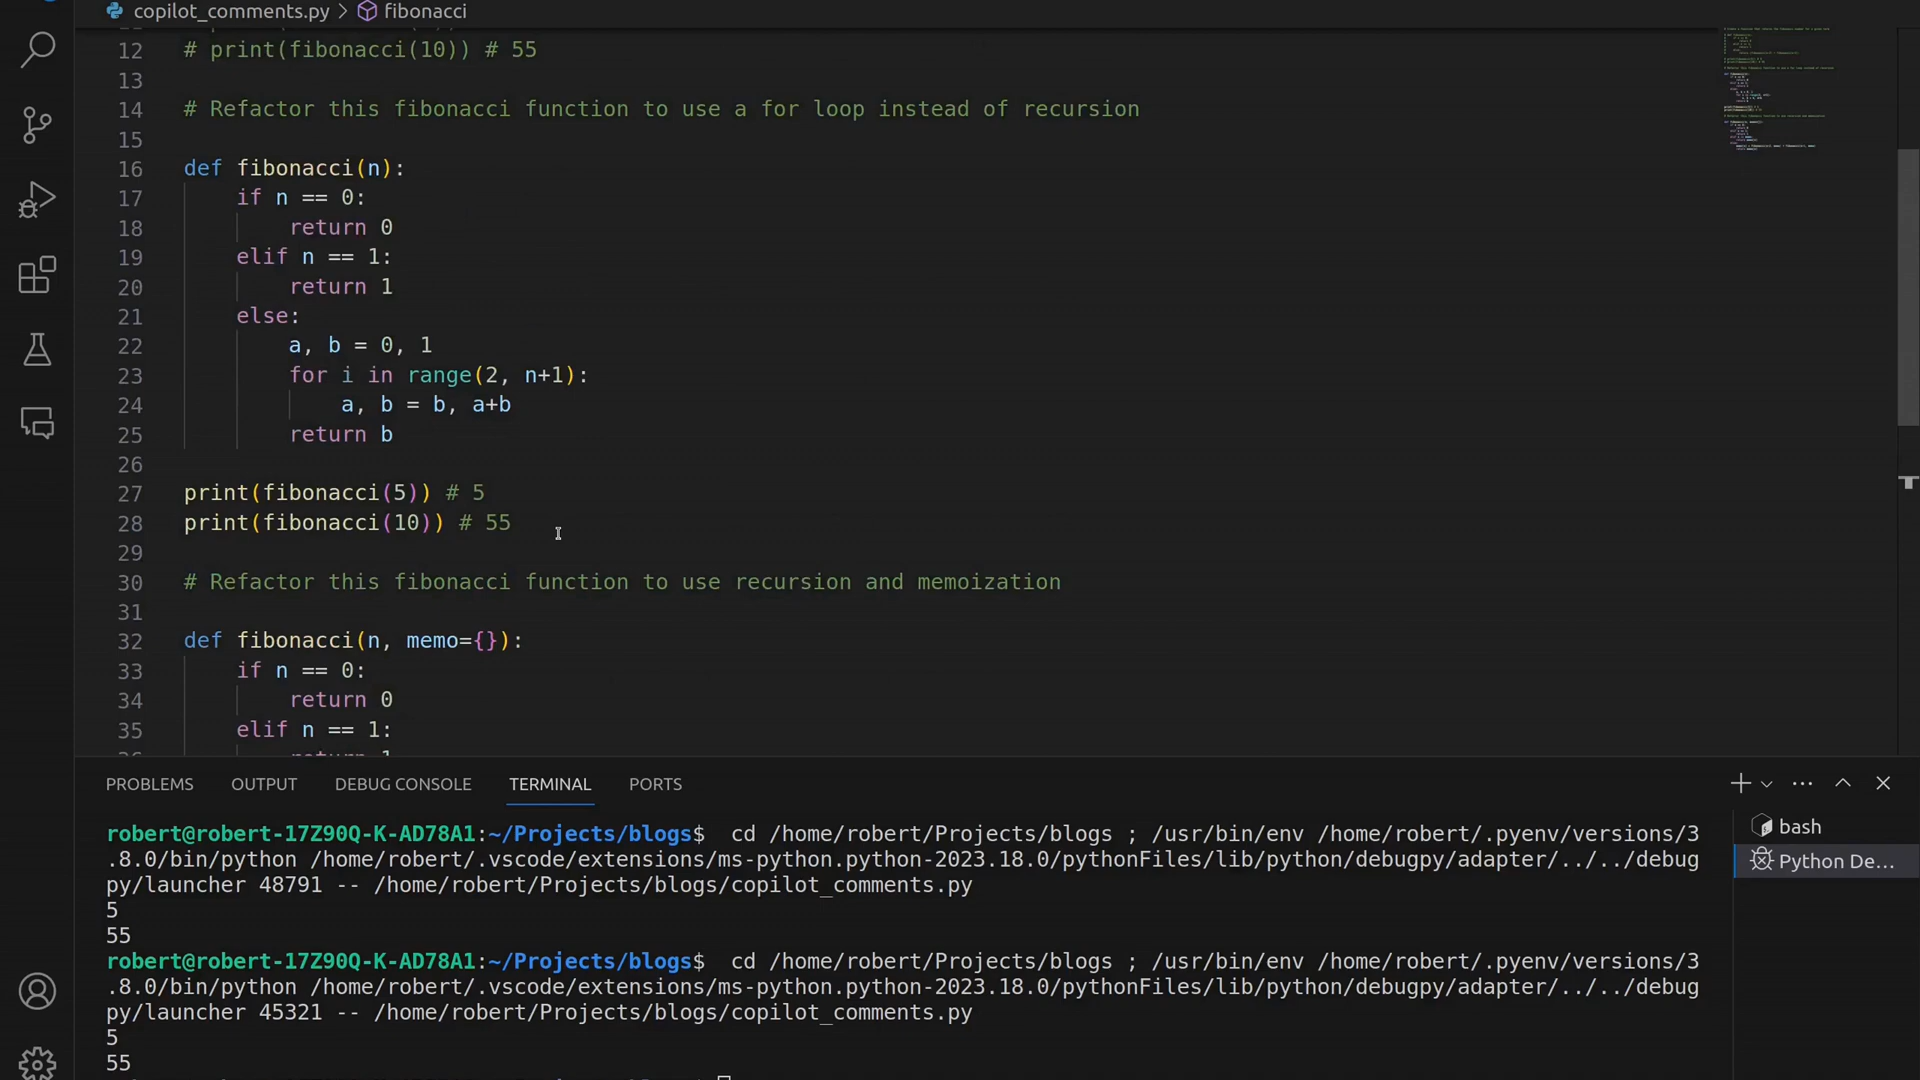 copilot_comments.py > fibonacci
12 # print(fibonacci(10)) # 55
13
14 # Refactor this fibonacci function to use a for loop instead of recursion
15
16 def fibonacci(n):
17     if n == 0:
18         return 0
19     elif n == 1:
20         return 1
21     else:
22         a, b = 0, 1
23         for i in range(2, n+1):
24             a, b = b, a+b
25         return b
26
27 print(fibonacci(5)) # 5
28 print(fibonacci(10)) # 55
29
30 # Refactor this fibonacci function to use recursion and memoization
31
32 def fibonacci(n, memo={}):
33     if n == 0:
34         return 0
35     elif n == 1:
PROBLEMS OUTPUT DEBUG CONSOLE TERMINAL PORTS
robert@robert-17Z90Q-K-AD78A1:~/Projects/blogs$  cd /home/robert/Projects/blogs ; /usr/bin/env /home/robert/.pyenv/versions/3
.8.0/bin/python /home/robert/.vscode/extensions/ms-python.python-2023.18.0/pythonFiles/lib/python/debugpy/adapter/../../debug
py/launcher 48791 -- /home/robert/Projects/blogs/copilot_comments.py
5
55
robert@robert-17Z90Q-K-AD78A1:~/Projects/blogs$  cd /home/robert/Projects/blogs ; /usr/bin/env /home/robert/.pyenv/versions/3
.8.0/bin/python /home/robert/.vscode/extensions/ms-python.python-2023.18.0/pythonFiles/lib/python/debugpy/adapter/../../debug
py/launcher 45321 -- /home/robert/Projects/blogs/copilot_comments.py
5
55
bash
Python De...